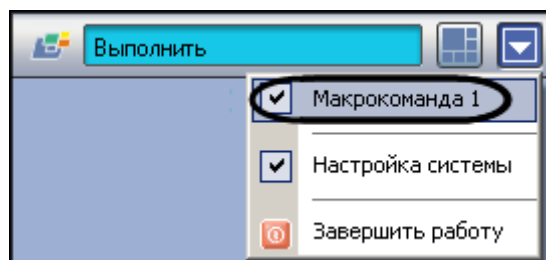 Выполнить
Макрокоманда 1
Настройка системы
Завершить работу